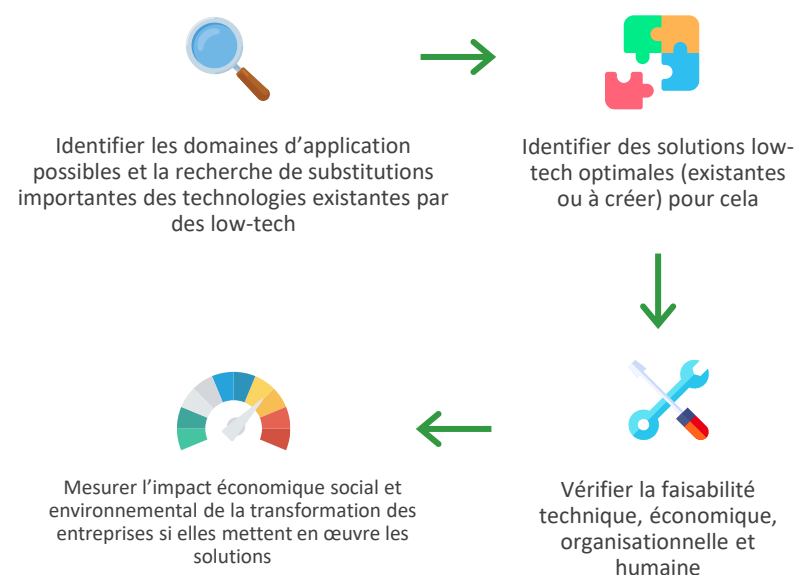 Identifier les domaines d’application
possibles et la recherche de substitutions
importantes des technologies existantes par
des low-tech
Identifier des solutions low-
tech optimales (existantes
ou à créer) pour cela
Vérifier la faisabilité
technique, économique,
organisationnelle et
humaine
Mesurer l’impact économique social et
environnemental de la transformation des
entreprises si elles mettent en œuvre les
solutions